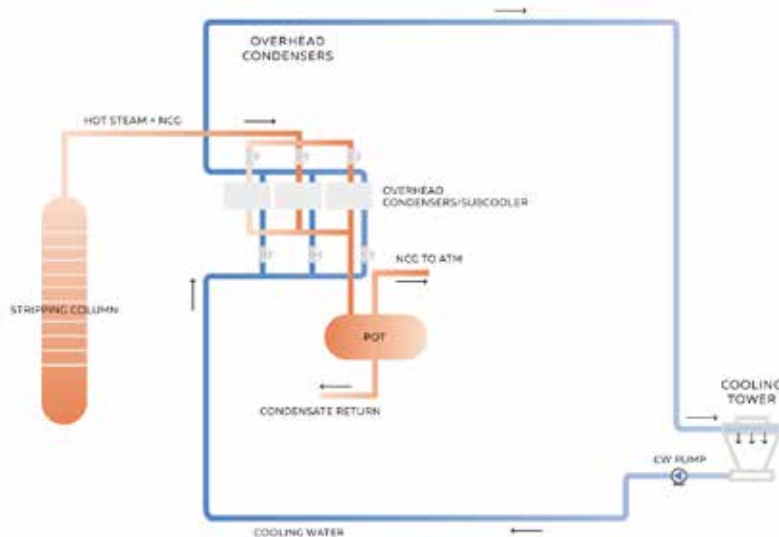 OVERHEAD
CONDENSERS
HOT STEAM + NCG
OVERHEAD
CONDENSERS/SUBCOOLER
NCG TO ATM
STRIPPING COLUMN
POT
CONDENSATE RETURN
COOLING
TOWER
CW PUMP
COOLING WATER